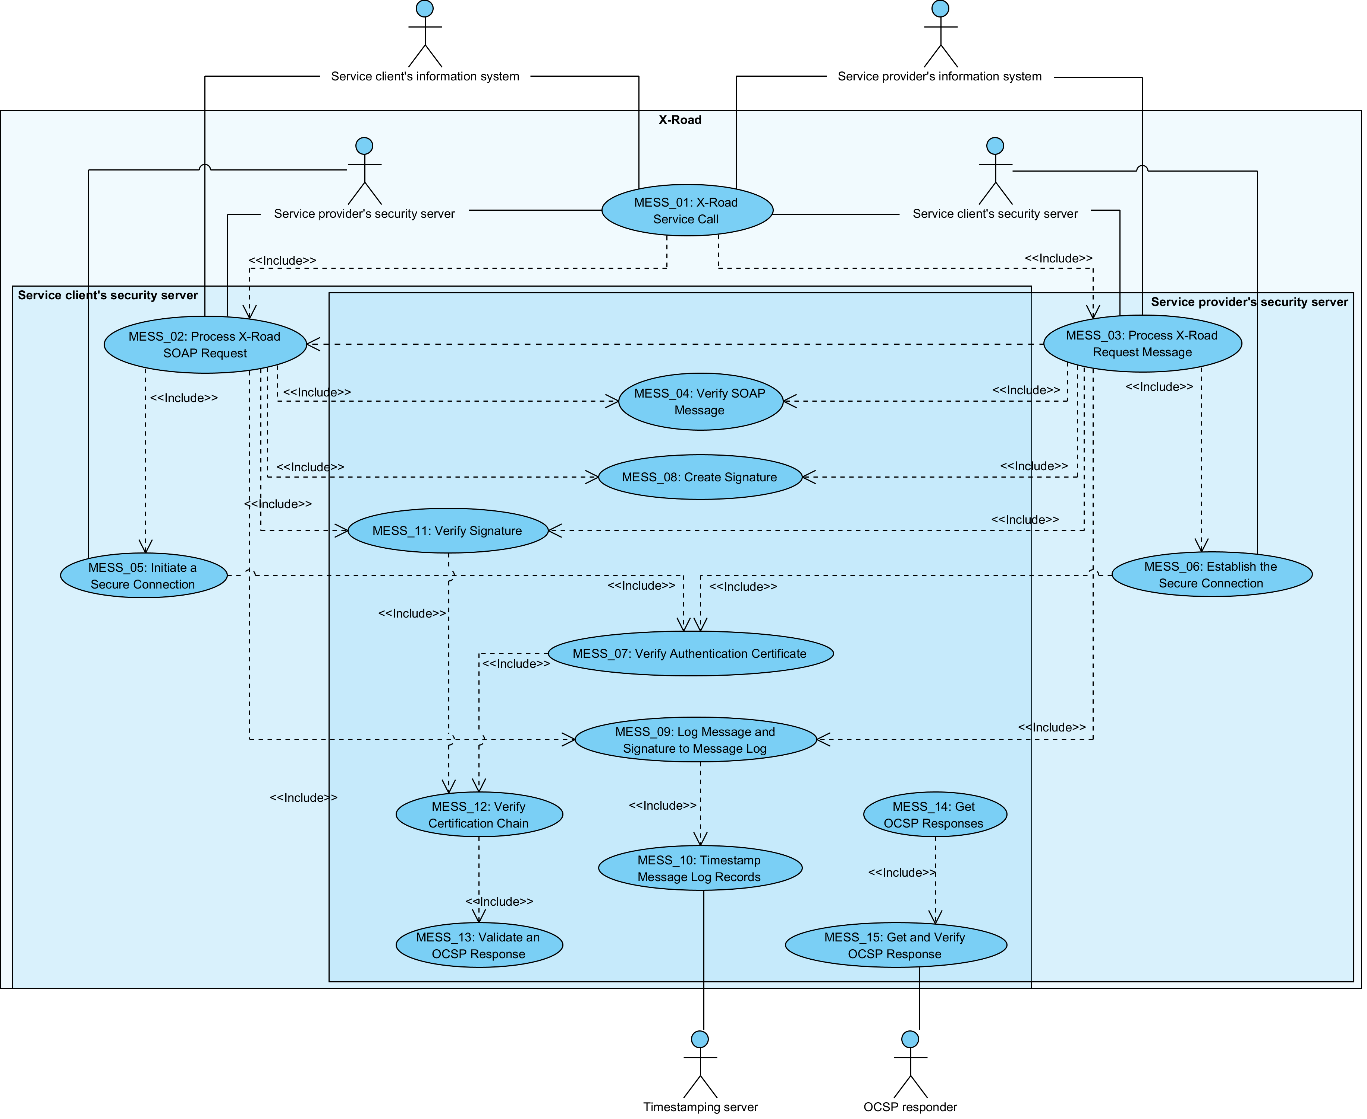 Service client's information system
Service provider's information system
X-Road
MESS_01: X-Road
Service Call
Service provider's security server
Service client's security server
<<Include>>
<<Include>>
Service client's security server
Service provider's security server
MESS_02: Process X-Road
SOAP Request
MESS_03: Process X-Road
Request Message
<<Include>>
<<Include>>
<<Include>>
<<Include>>
MESS_04: Verify SOAP
Message
<<Include>>
<<Include>>
MESS_08: Create Signature
<<Include>>
<<Include>>
MESS_11: Verify Signature
MESS_05: Initiate a
Secure Connection
MESS_06: Establish the
Secure Connection
<<Include>>
<<Include>>
<<Include>>
MESS_07: Verify Authentication Certificate
<<Include>>
<<Include>>
MESS_09: Log Message and
Signature to Message Log
<<Include>>
<<Include>>
MESS_12: Verify
Certification Chain
MESS_14: Get
OCSP Responses
MESS_10: Timestamp
Message Log Records
<<Include>>
<<Include>>
MESS_13: Validate an
OCSP Response
MESS_15: Get and Verify
OCSP Response
Timestamping server
OCSP responder